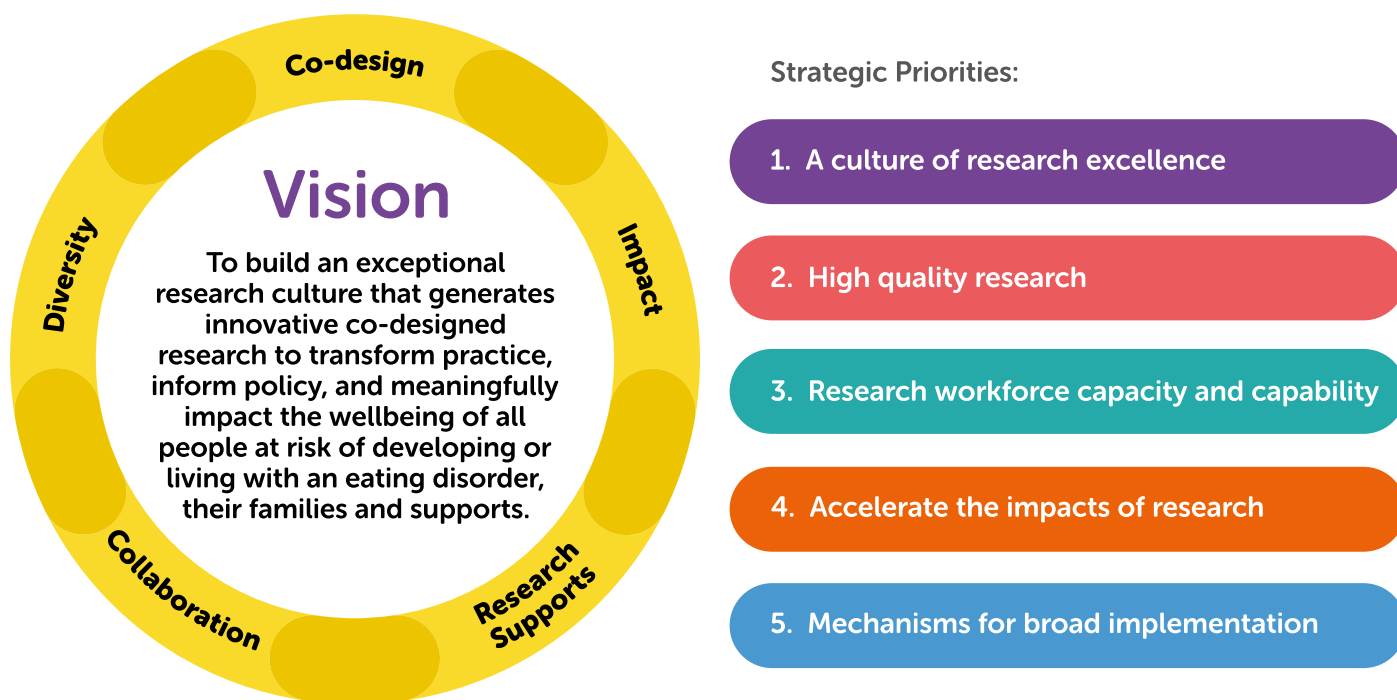 Co-design
Impact
Research
Supports
Collaboration
Diversity
Vision
To build an exceptional
research culture that generates
innovative co-designed
research to transform practice,
inform policy, and meaningfully
impact the wellbeing of all
people at risk of developing or
living with an eating disorder,
their families and supports.
Strategic Priorities:
1. A culture of research excellence
2. High quality research
3. Research workforce capacity and capability
4. Accelerate the impacts of research
5. Mechanisms for broad implementation